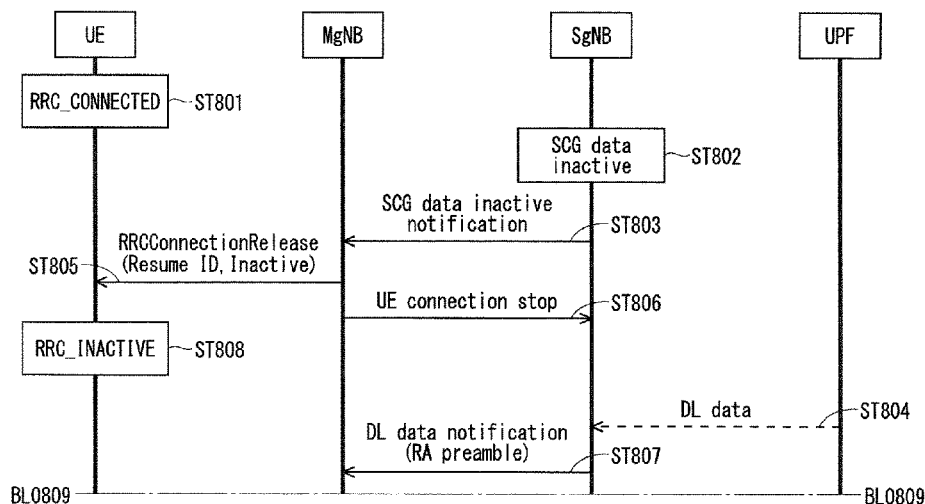 UE
MgNB
SgNB
UPF
RRC_CONNECTED
ST801
SCG data
inactive
ST802
SCG data inactive
notification
ST803
RRCConnectionRelease
(Resume ID,Inactive)
ST805
UE connection stop
ST806
RRC_INACTIVE
ST808
DL data
ST804
DL data notification
(RA preamble)
ST807
BL0809
BL0809